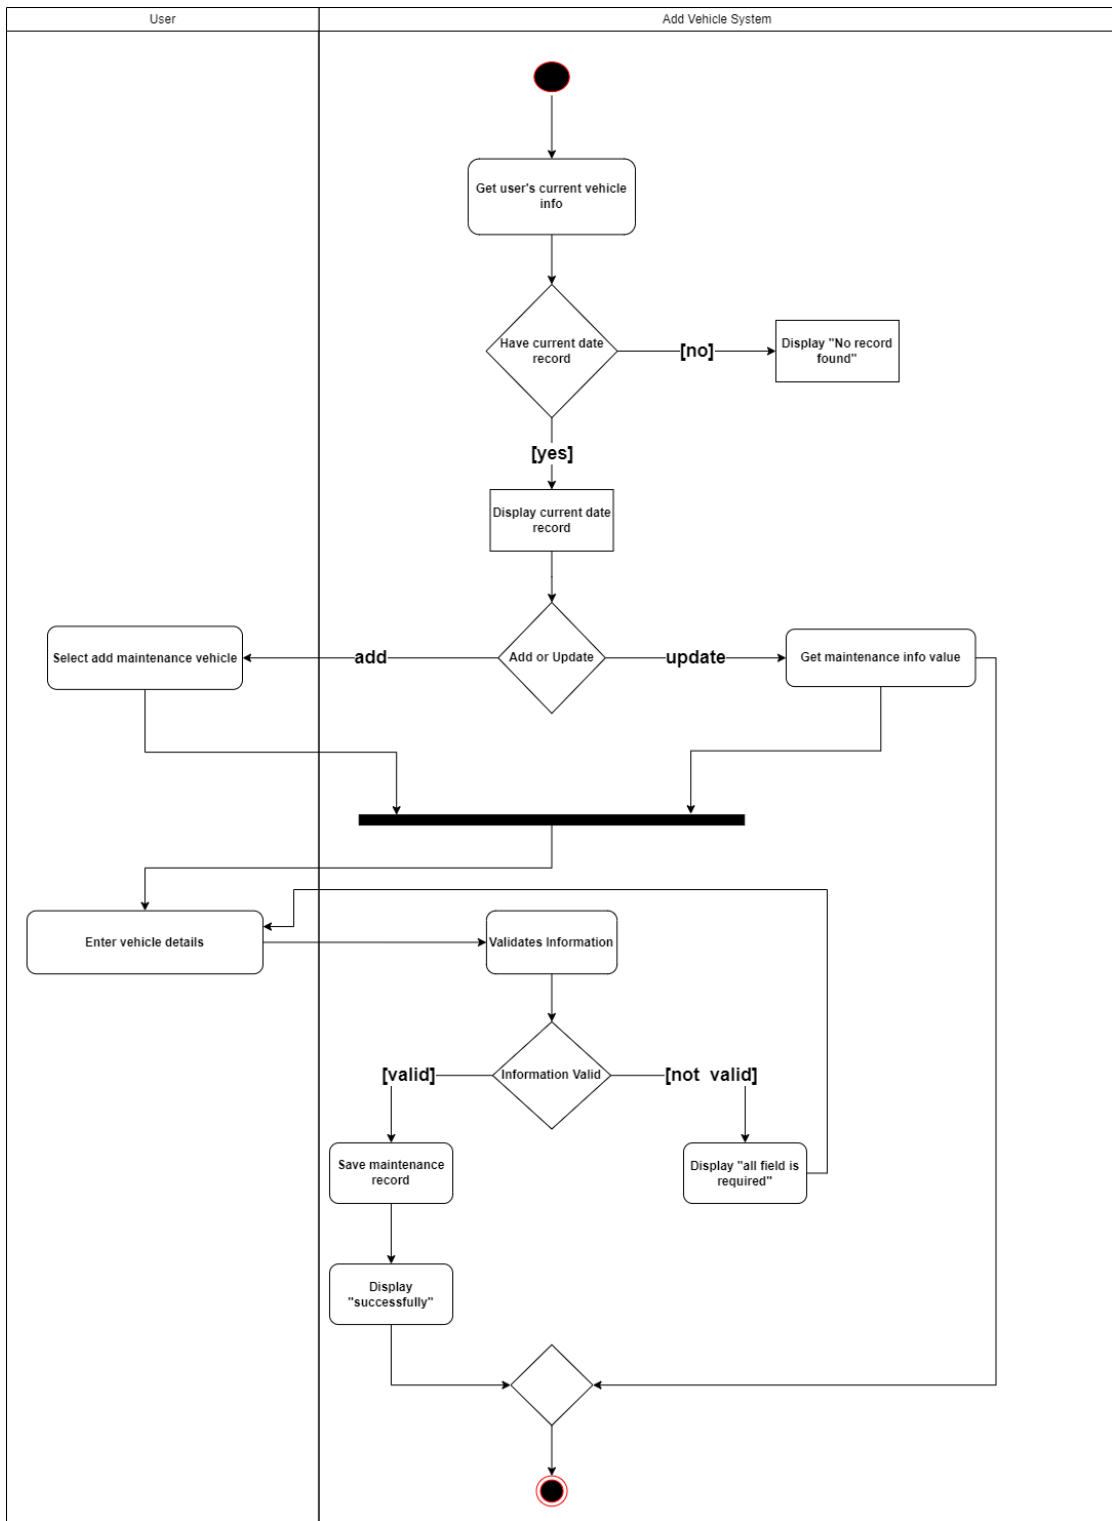 User
Add Vehicle System
Get user's current vehicle
info
Have current date
record
[no]
Display "No record
found"
[yes]
Display current date
record
Select add maintenance vehicle
add
Add or Update
update
Get maintenance info value
Enter vehicle details
Validates Information
[valid]
Information Valid
[not valid]
Save maintenance
record
Display "all field is
required"
Display
"successfully"